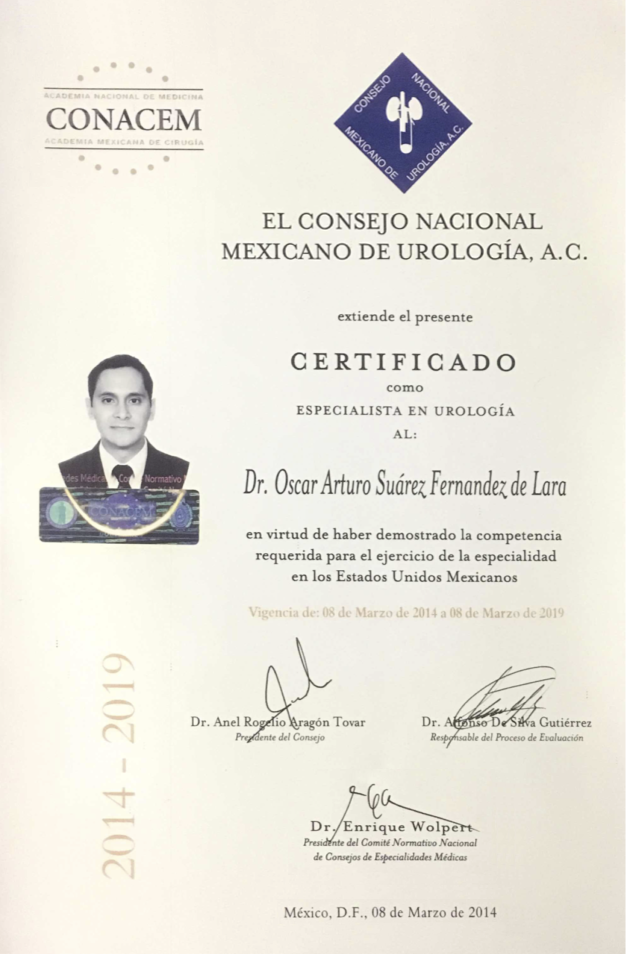 ACADEMIA NACIONAL DE MEDICINA
CONACEM
ACADEMIA MEXICANA DE CIRUGÍA
CONSEJO NACIONAL
MEXICANO DE UROLOGÍA, A.C.
EL CONSEJO NACIONAL
MEXICANO DE UROLOGÍA, A.C.
extiende el presente
CERTIFICADO
como
ESPECIALISTA EN UROLOGÍA
AL:
Dr. Oscar Arturo Suárez Fernandez de Lara
en virtud de haber demostrado la competencia
requerida para el ejercicio de la especialidad
en los Estados Unidos Mexicanos
Vigencia de: 08 de Marzo de 2014 a 08 de Marzo de 2019
Normativo
CONACEM
2014 - 2019
Dr. Anel Rogelio Aragón Tovar
Presidente del Consejo
Dr. Alfonso De Silva Gutiérrez
Responsable del Proceso de Evaluación
Dr. Enrique Wolpert
Presidente del Comité Normativo Nacional
de Consejos de Especialidades Médicas
México, D.F., 08 de Marzo de 2014